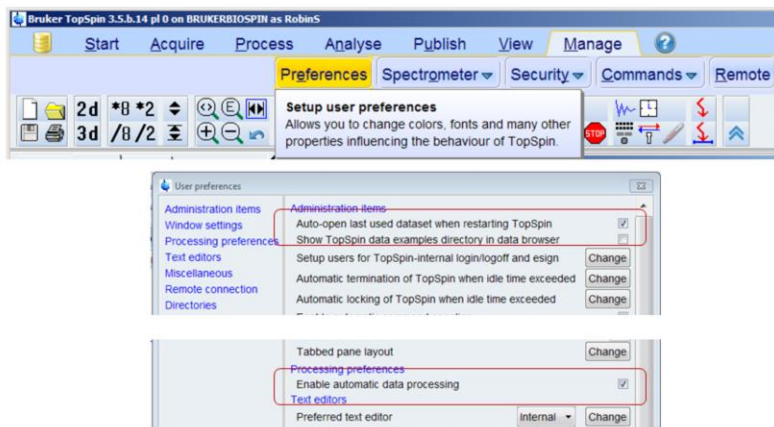 Bruker TopSpin 3.5.b.14 pl 0 on BRUKERBIOSPIN as RobinS
Start Acquire Process Analyse Publish View Manage
Preferences Spectrometer Security Commands Remote
2d *8 *2
3d /8 /2
Setup user preferences
Allows you to change colors, fonts and many other
properties influencing the behaviour of TopSpin.
STOP
User preferences
Administration items
Window settings
Processing preferences
Text editors
Miscellaneous
Remote connection
Directories
Administration items
Auto-open last used dataset when restarting TopSpin
Show TopSpin data examples directory in data browser
Setup users for TopSpin-internal login/logoff and esign Change
Automatic termination of TopSpin when idle time exceeded Change
Automatic locking of TopSpin when idle time exceeded Change
Tabbed pane layout Change
Processing preferences
Enable automatic data processing
Text editors
Preferred text editor Internal Change